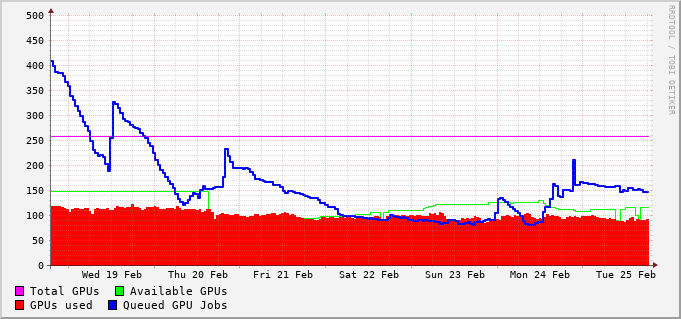 500
450
400
350
300
250
200
150
100
50
0
Wed 19 Feb Thu 20 Feb Fri 21 Feb Sat 22 Feb Sun 23 Feb Mon 24 Feb Tue 25 Feb
Total GPUs Available GPUs
GPUs used Queued GPU Jobs
RRDTOOL / TOBI OETIKER